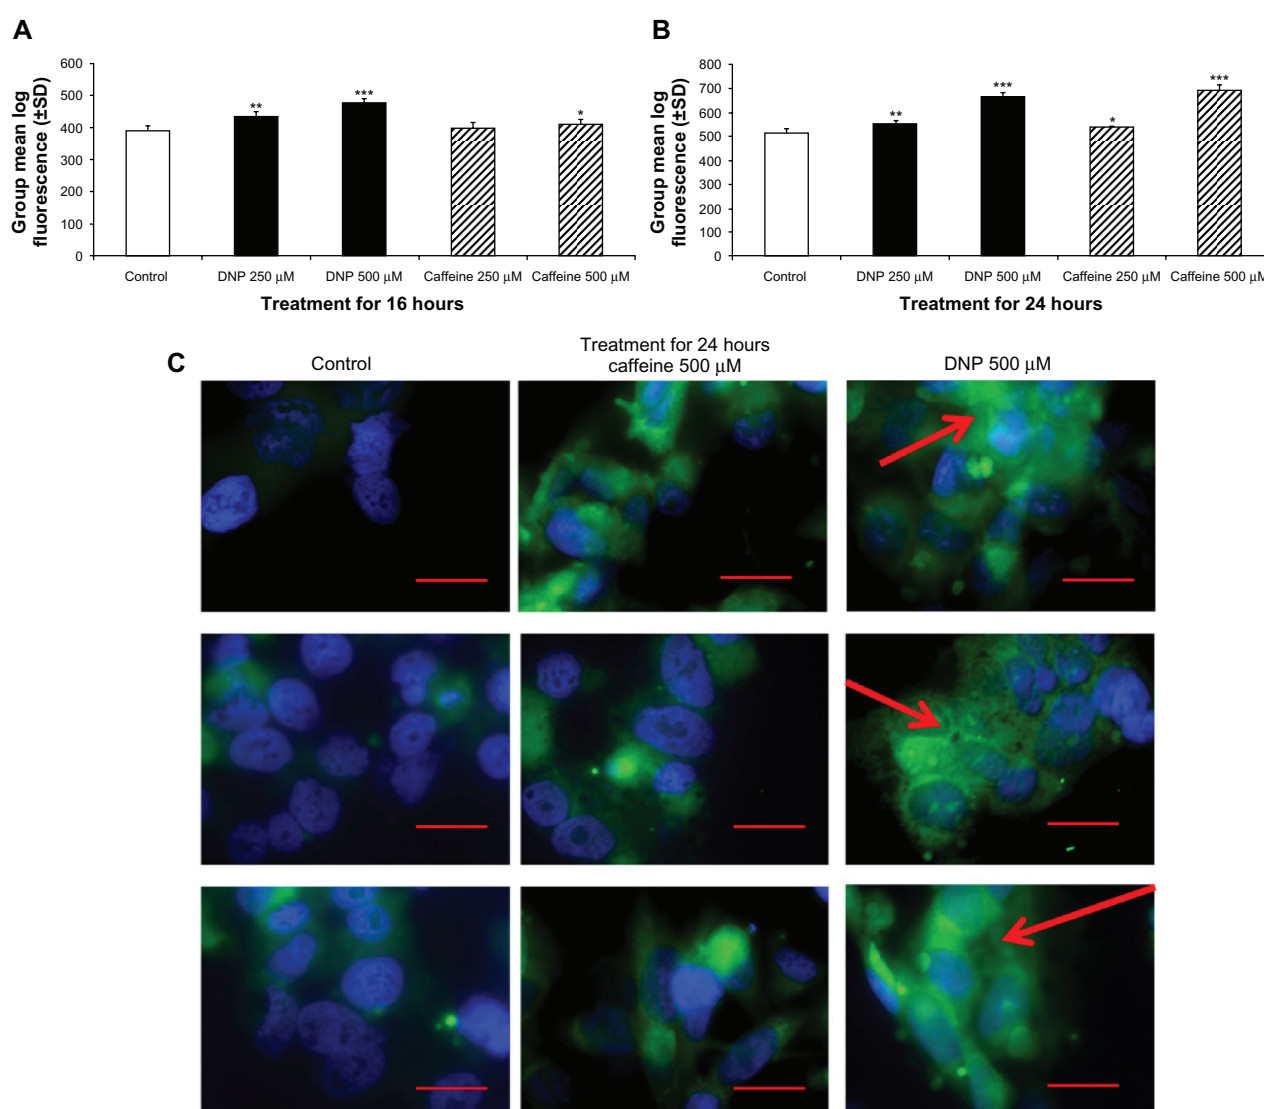 A
Group mean log
fluorescence (±SD)
600
500
400
300
200
100
0
**
***
*
Control
DNP 250 μM
DNP 500 μM
Caffeine 250 μM
Caffeine 500 μM
Treatment for 16 hours
B
Group mean log
fluorescence (±SD)
800
700
600
500
400
300
200
100
0
**
***
*
***
Control
DNP 250 μM
DNP 500 μM
Caffeine 250 μM
Caffeine 500 μM
Treatment for 24 hours
C
Control
Treatment for 24 hours
caffeine 500 μM
DNP 500 μM